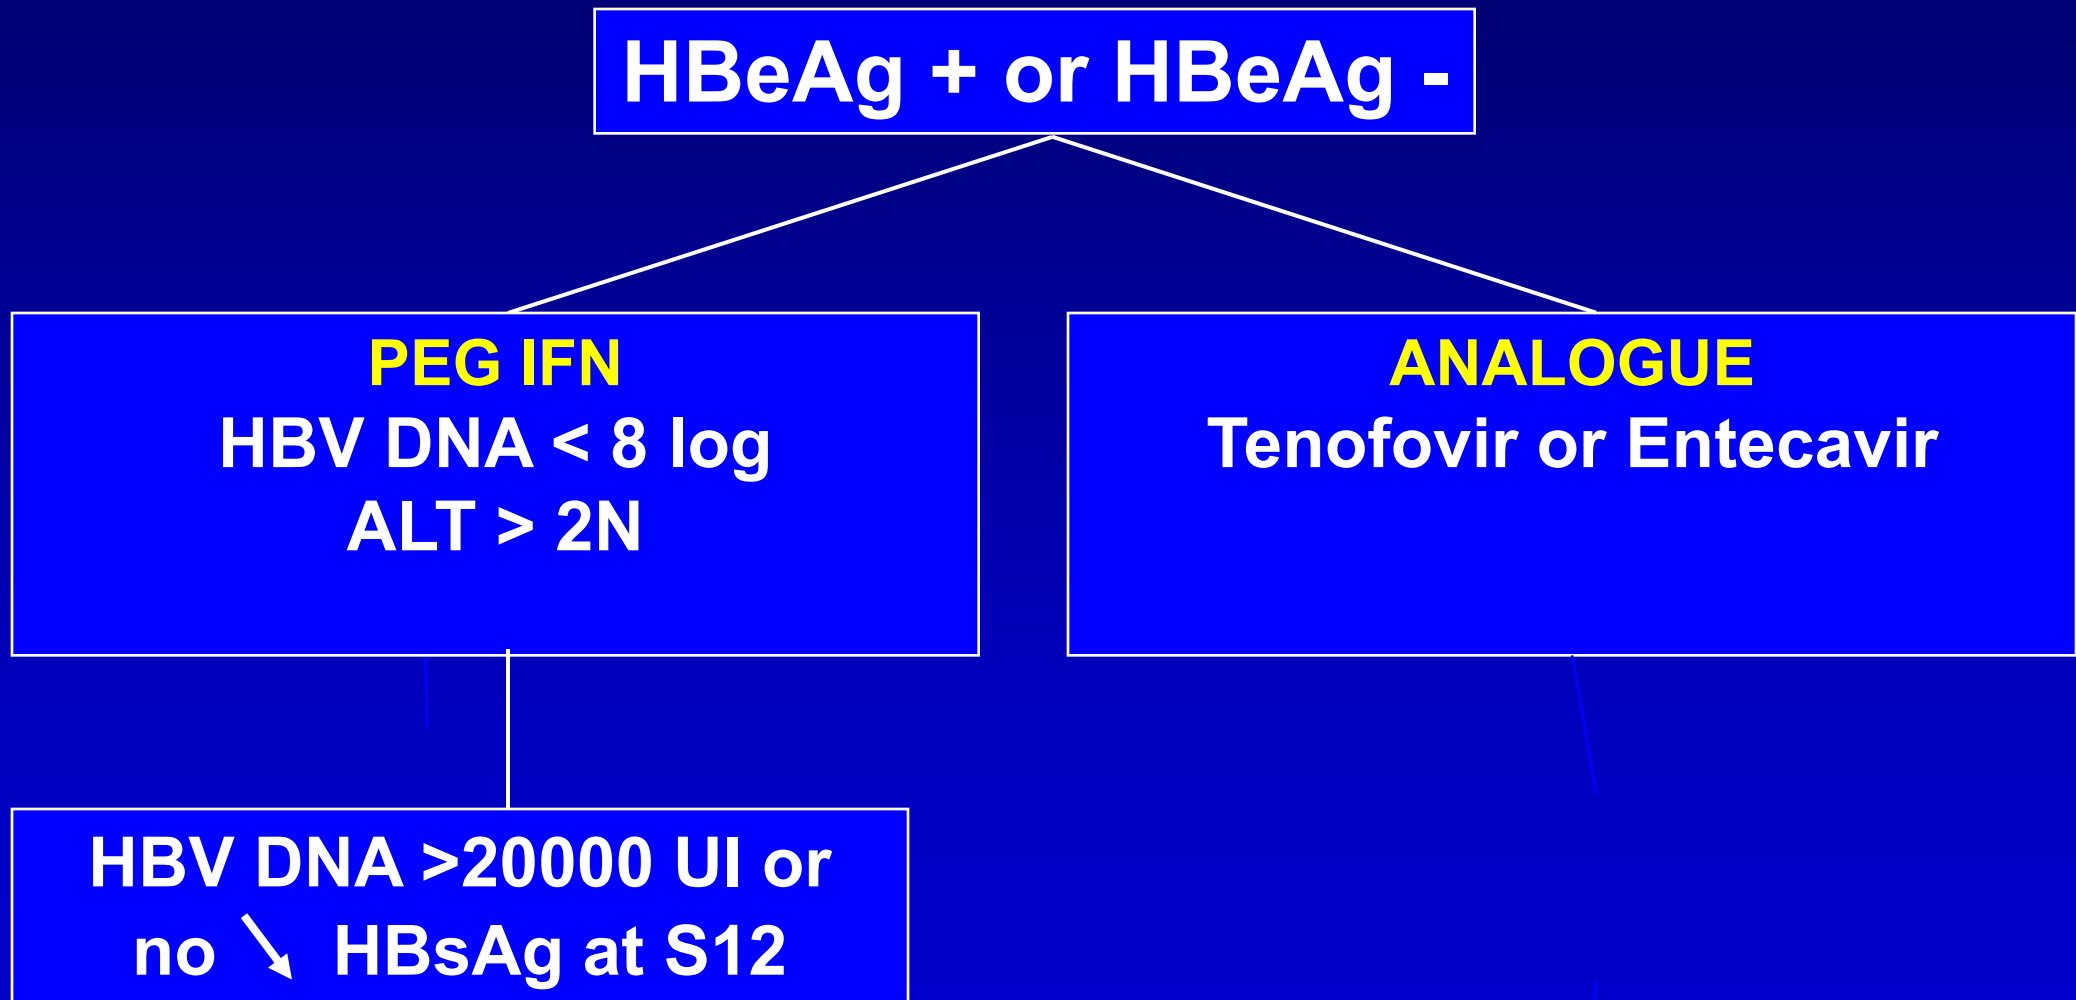 HBeAg + or HBeAg -
PEG IFN
HBV DNA < 8 log
ALT > 2N
ANALOGUE
Tenofovir or Entecavir
HBV DNA >20000 UI or
no ↘ HBsAg at S12